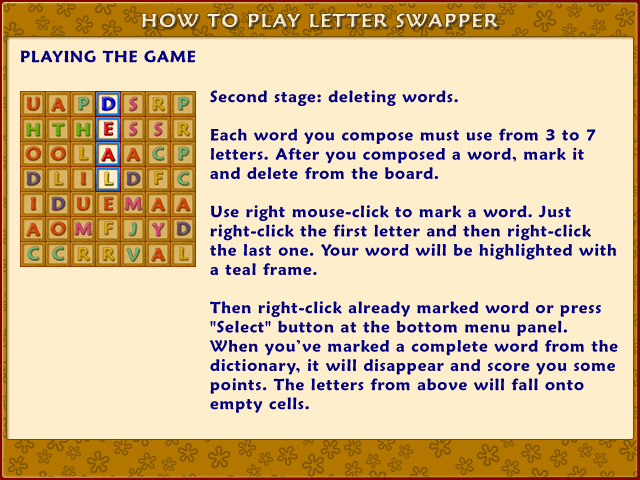 HOW TO PLAY LETTER SWAPPER
PLAYING THE GAME
U A P D S R P
H T H E S S R
O O L A A C P
D L I L D F C
I D U E M A A
A O M F J Y D
C C R R V A L
Second stage: deleting words.
Each word you compose must use from 3 to 7
letters. After you composed a word, mark it
and delete from the board.
Use right mouse-click to mark a word. Just
right-click the first letter and then right-click
the last one. Your word will be highlighted with
a teal frame.
Then right-click already marked word or press
"Select" button at the bottom menu panel.
When you've marked a complete word from the
dictionary, it will disappear and score you some
points. The letters from above will fall onto
empty cells.